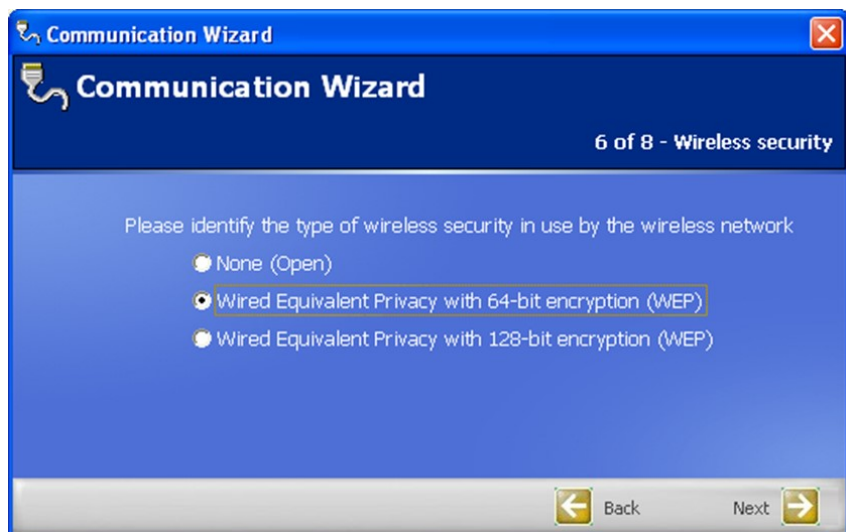 Communication Wizard
Communication Wizard
6 of 8 - Wireless security
Please identify the type of wireless security in use by the wireless network
None (Open)
Wired Equivalent Privacy with 64-bit encryption (WEP)
Wired Equivalent Privacy with 128-bit encryption (WEP)
Back Next